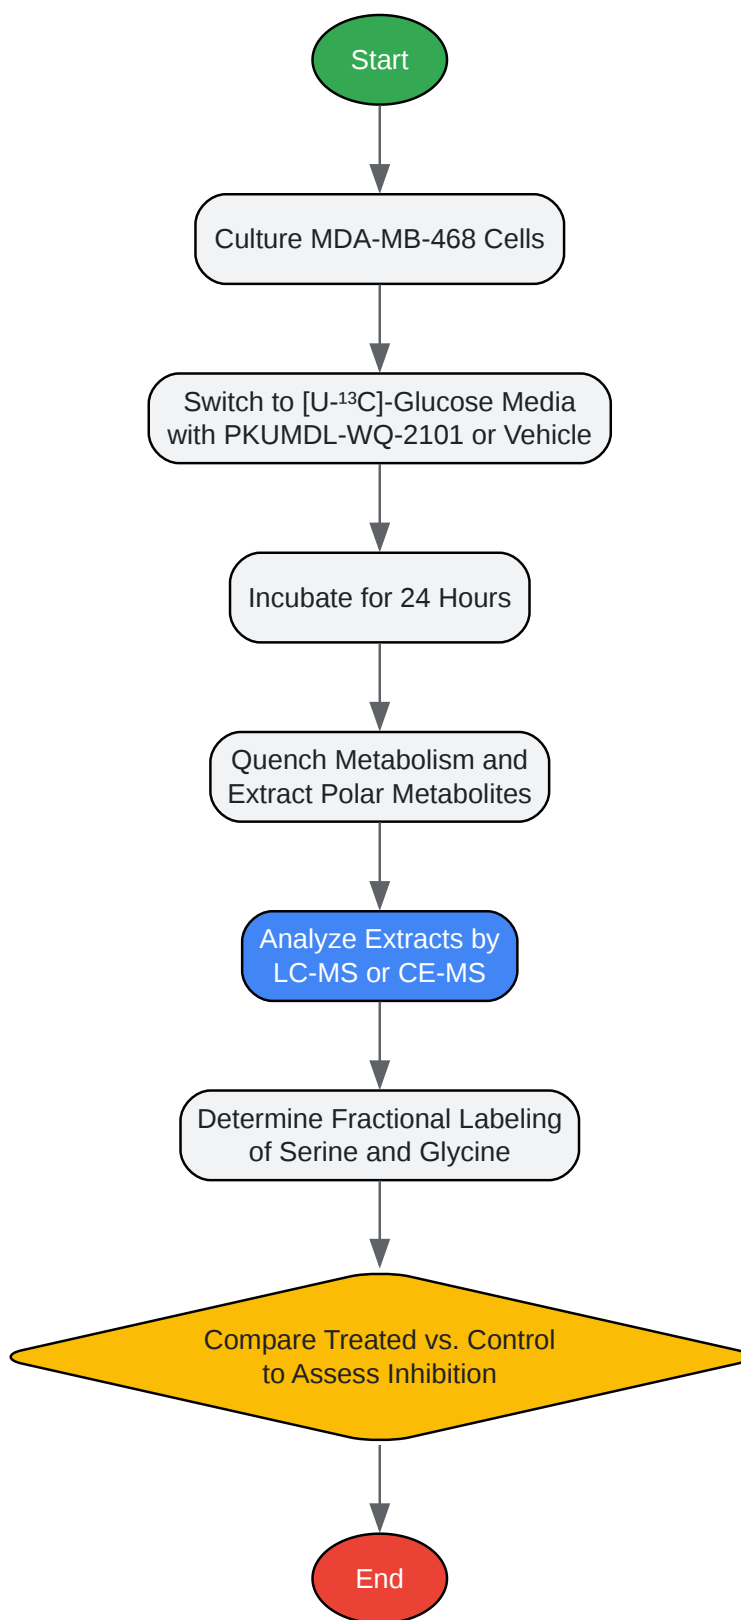 Start
Culture MDA-MB-468 Cells
Switch to [U-¹³C]-Glucose Media
with PKUMDL-WQ-2101 or Vehicle
Incubate for 24 Hours
Quench Metabolism and
Extract Polar Metabolites
Analyze Extracts by
LC-MS or CE-MS
Determine Fractional Labeling
of Serine and Glycine
Compare Treated vs. Control
to Assess Inhibition
End